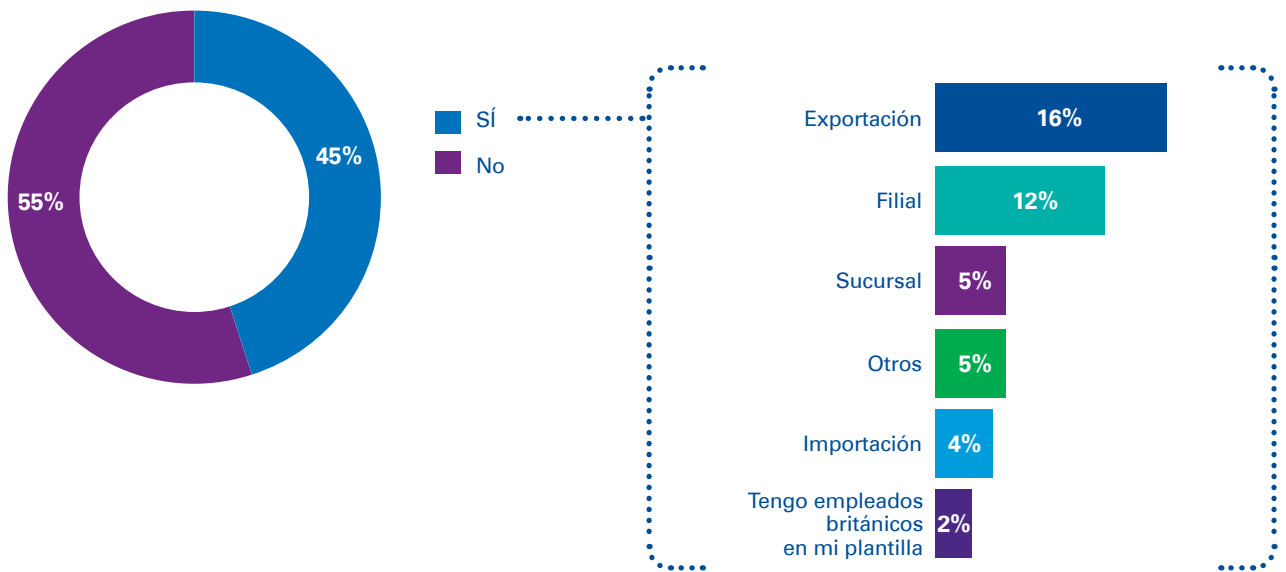 55%
45%
SÍ
No
Exportación
16%
Filial
12%
Sucursal
5%
Otros
5%
Importación
4%
Tengo empleados
británicos
en mi plantilla
2%